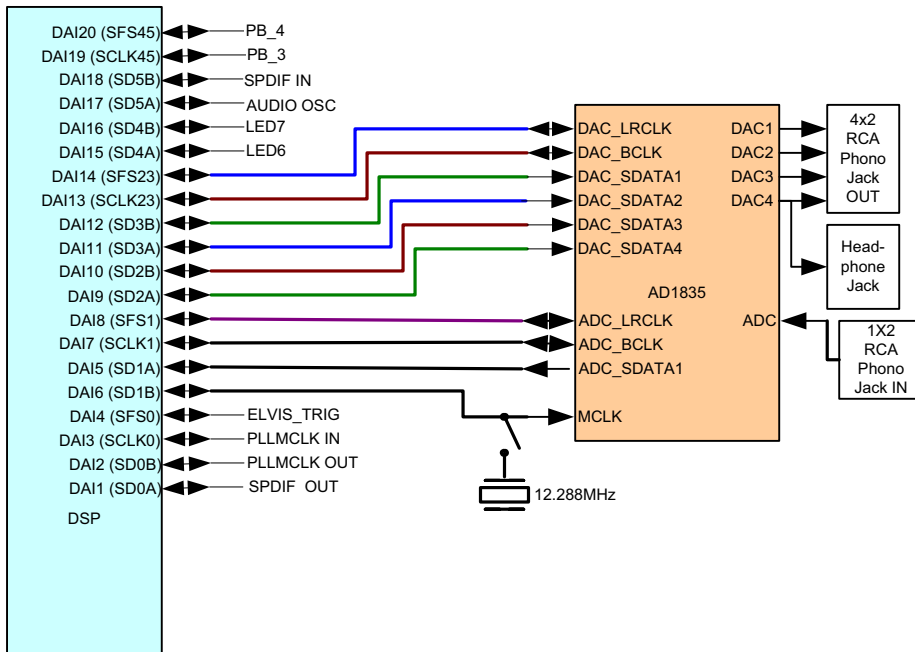 DAI20 (SFS45)
PB_4
DAI19 (SCLK45)
PB_3
DAI18 (SD5B)
SPDIF IN
DAI17 (SD5A)
AUDIO OSC
DAI16 (SD4B)
LED7
DAI15 (SD4A)
LED6
DAI14 (SFS23)
DAI13 (SCLK23)
DAI12 (SD3B)
DAI11 (SD3A)
DAI10 (SD2B)
DAI9 (SD2A)
DAI8 (SFS1)
DAI7 (SCLK1)
DAI5 (SD1A)
DAI6 (SD1B)
DAI4 (SFS0)
ELVIS_TRIG
DAI3 (SCLK0)
PLLMCLK IN
DAI2 (SD0B)
PLLMCLK OUT
DAI1 (SD0A)
SPDIF OUT
DSP
DAC_LRCLK
DAC_BCLK
DAC_SDATA1
DAC_SDATA2
DAC_SDATA3
DAC_SDATA4
AD1835
ADC_LRCLK
ADC_BCLK
ADC_SDATA1
MCLK
DAC1
DAC2
DAC3
DAC4
ADC
12.288MHz
4x2
RCA
Phono
Jack
OUT
Head-
phone
Jack
1X2
RCA
Phono
Jack IN